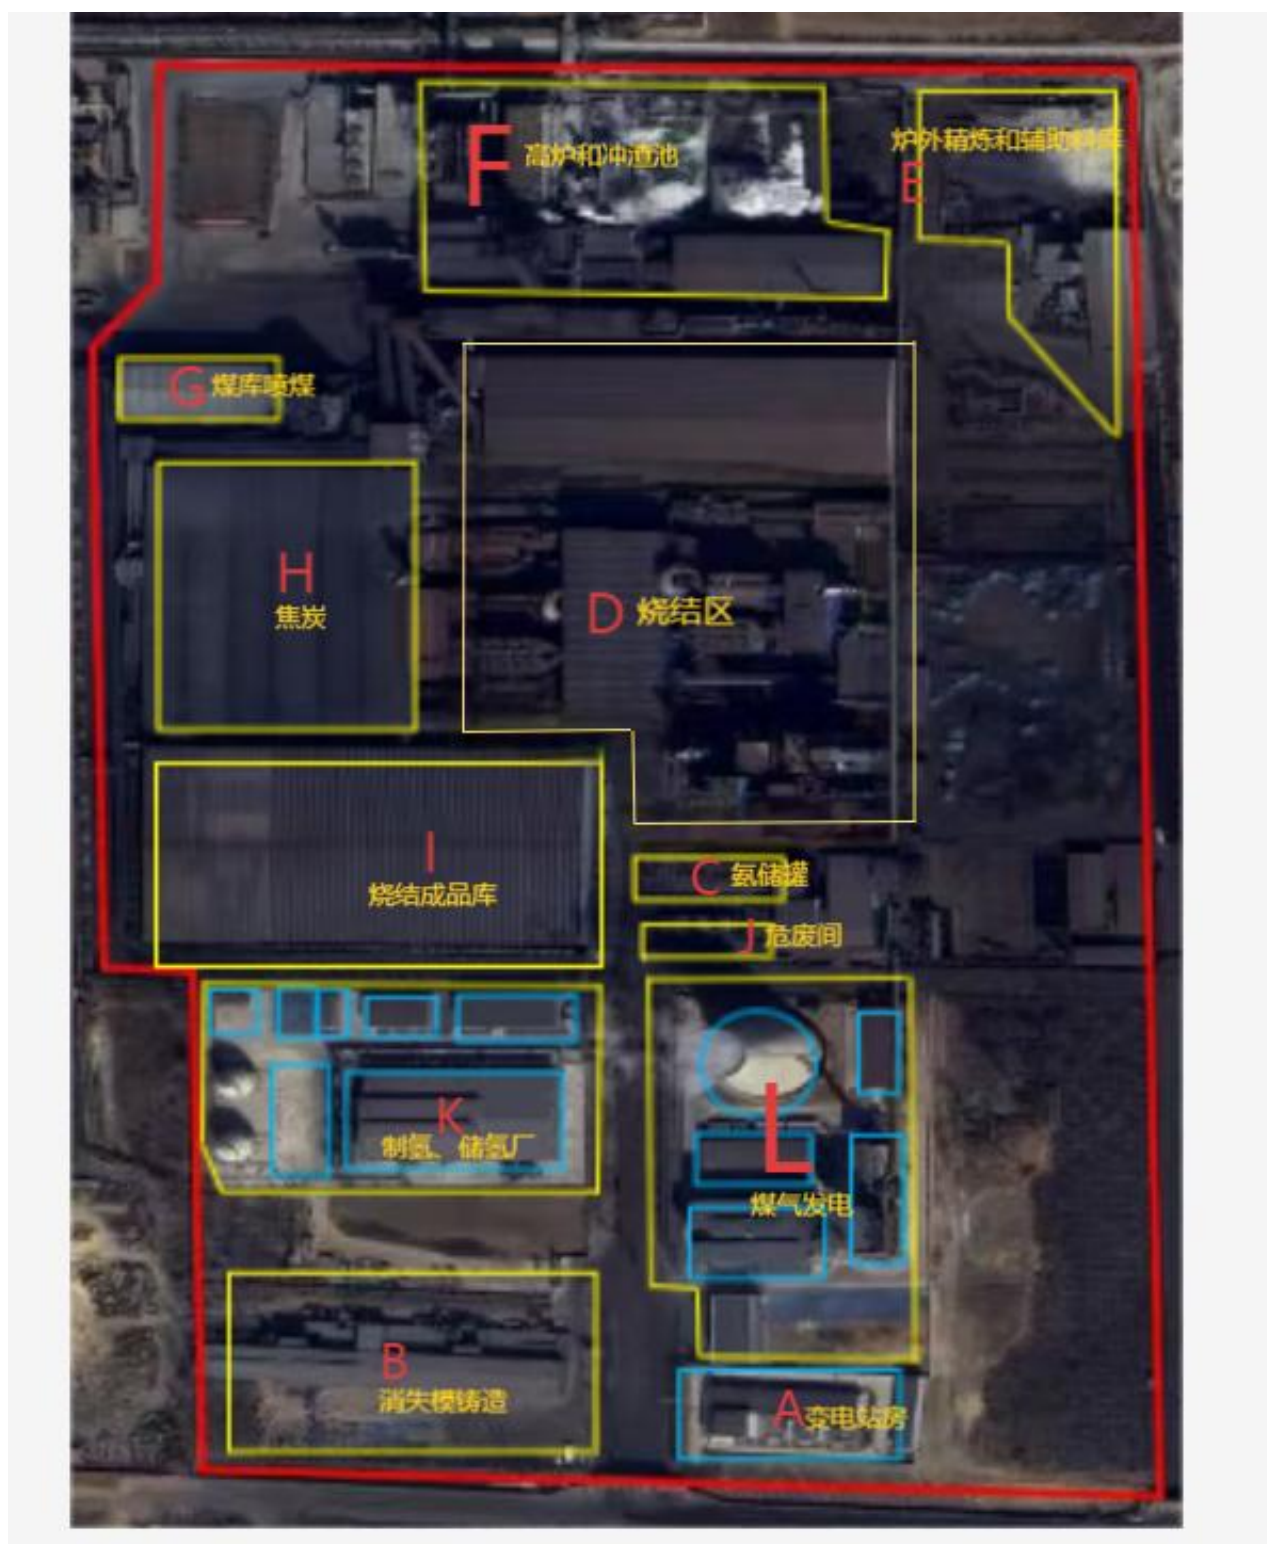 F 高炉和冲渣池
炉外精炼和辅助料库
E
G 煤库喷煤
H
焦炭
D 烧结区
I
烧结成品库
C 氨储罐
J 危废间
K
制氢、储氢厂
L
煤气发电
B
消失模铸造
A 变电站房